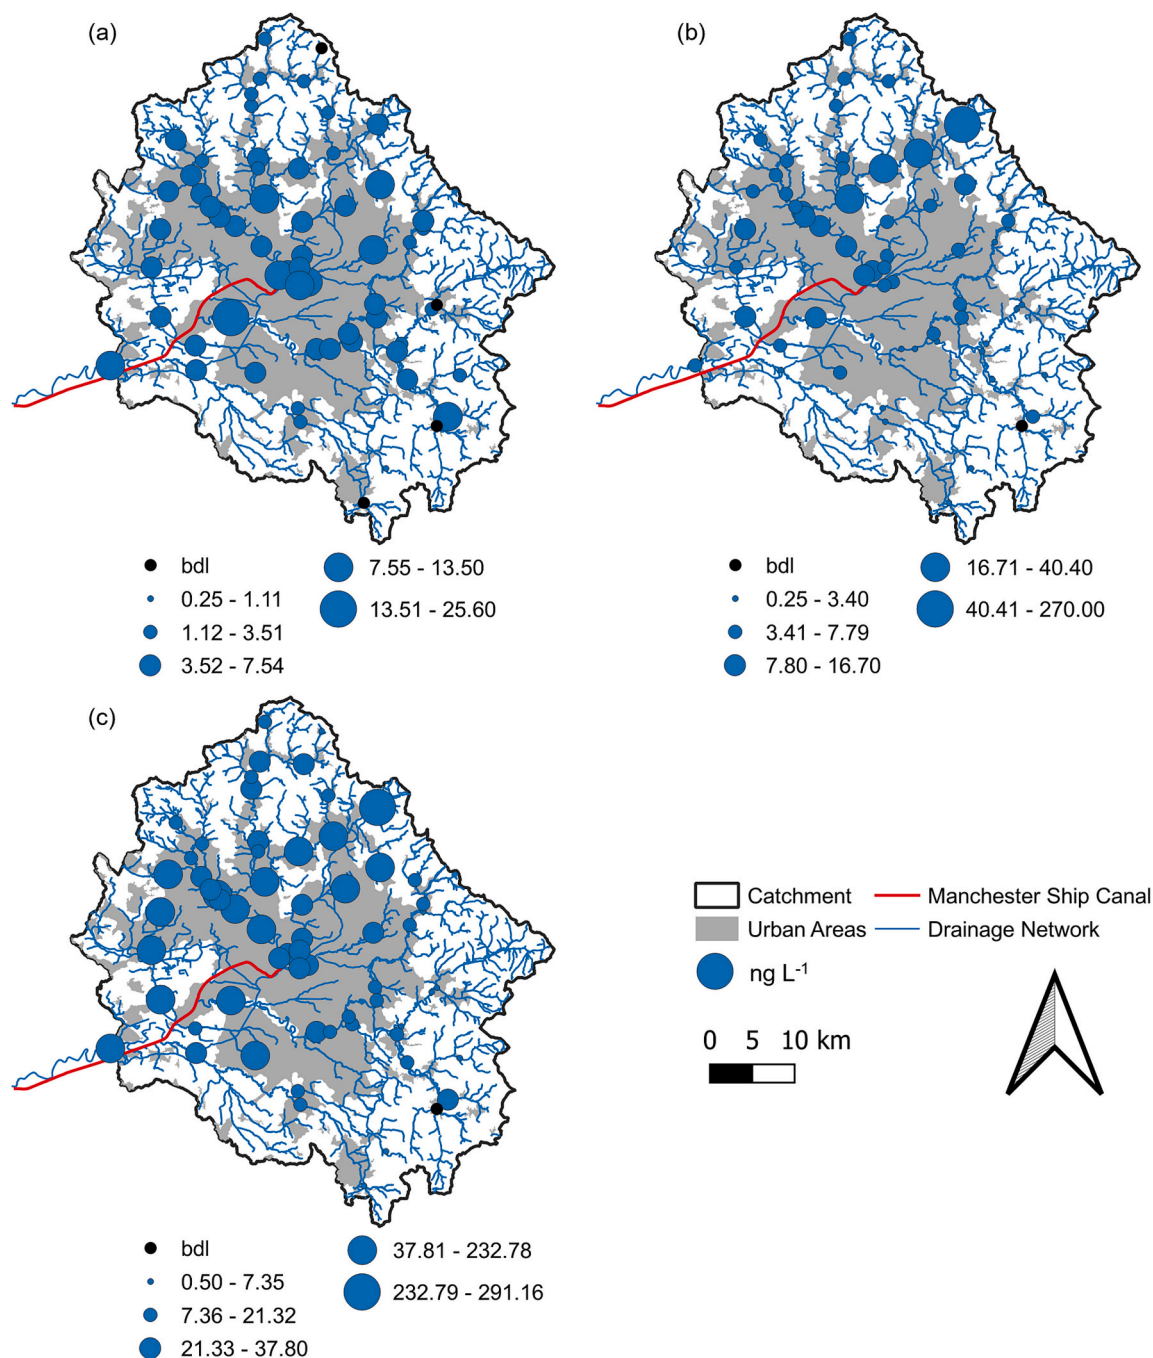 (a)
(b)
bdl
0.25 - 1.11
1.12 - 3.51
3.52 - 7.54
7.55 - 13.50
13.51 - 25.60
bdl
0.25 - 3.40
3.41 - 7.79
7.80 - 16.70
16.71 - 40.40
40.41 - 270.00
(c)
bdl
0.50 - 7.35
7.36 - 21.32
21.33 - 37.80
37.81 - 232.78
232.79 - 291.16
Catchment
Manchester Ship Canal
Urban Areas
Drainage Network
ng L⁻¹
0 5 10 km